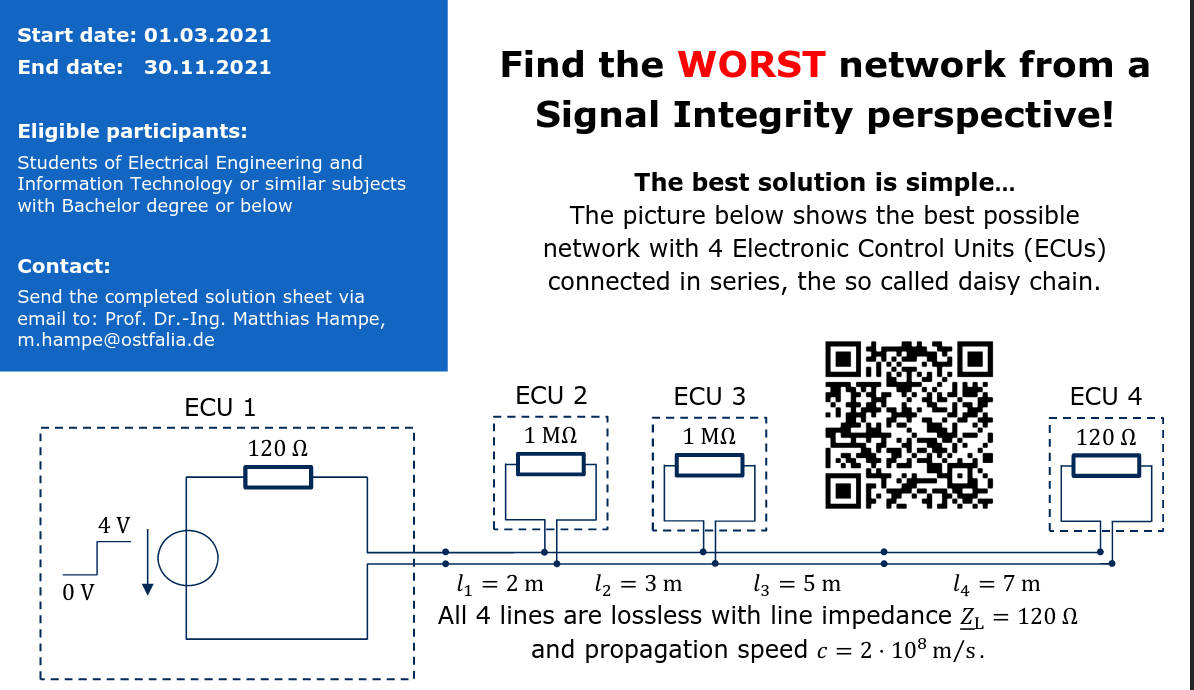 Start date: 01.03.2021
End date: 30.11.2021
Eligible participants:
Students of Electrical Engineering and
Information Technology or similar subjects
with Bachelor degree or below
Contact:
Send the completed solution sheet via
email to: Prof. Dr.-Ing. Matthias Hampe,
m.hampe@ostfalia.de
Find the WORST network from a
Signal Integrity perspective!
The best solution is simple...
The picture below shows the best possible
network with 4 Electronic Control Units (ECUs)
connected in series, the so called daisy chain.
ECU 1
120 Ω
4 V
0 V
ECU 2
1 MΩ
ECU 3
1 MΩ
ECU 4
120 Ω
l₁ = 2 m
l₂ = 3 m
l₃ = 5 m
l₄ = 7 m
All 4 lines are lossless with line impedance Z_L = 120 Ω
and propagation speed c = 2 · 10⁸ m/s.